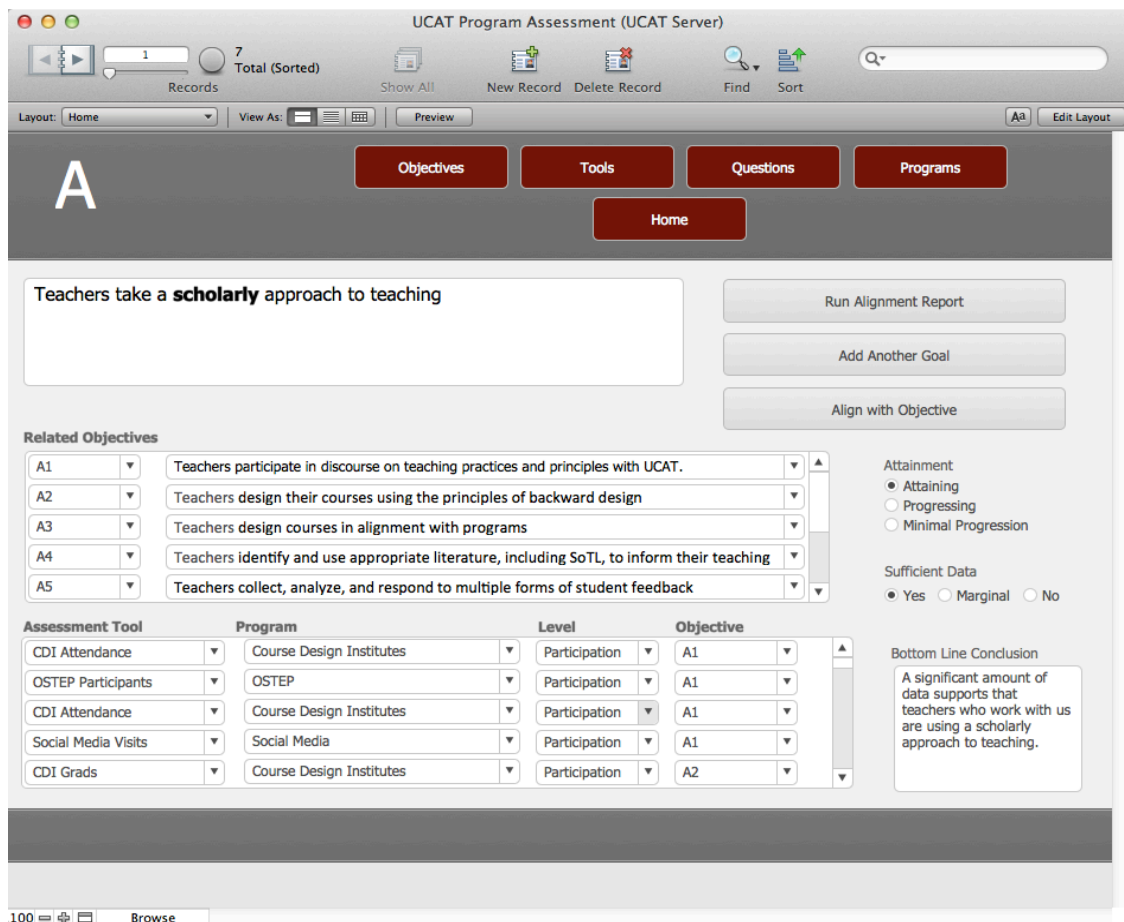 UCAT Program Assessment (UCAT Server)
1
7
Total (Sorted)
Records
Show All
New Record
Delete Record
Find
Sort
Layout: Home
View As:
Preview
Aa
Edit Layout
A
Objectives
Tools
Questions
Programs
Home
Teachers take a scholarly approach to teaching
Run Alignment Report
Add Another Goal
Align with Objective
Related Objectives
A1 Teachers participate in discourse on teaching practices and principles with UCAT.
A2 Teachers design their courses using the principles of backward design
A3 Teachers design courses in alignment with programs
A4 Teachers identify and use appropriate literature, including SoTL, to inform their teaching
A5 Teachers collect, analyze, and respond to multiple forms of student feedback
Attainment
Attaining
Progressing
Minimal Progression
Sufficient Data
Yes Marginal No
Assessment Tool Program Level Objective
CDI Attendance Course Design Institutes Participation A1
OSTEP Participants OSTEP Participation A1
CDI Attendance Course Design Institutes Participation A1
Social Media Visits Social Media Participation A1
CDI Grads Course Design Institutes Participation A2
Bottom Line Conclusion
A significant amount of
data supports that
teachers who work with us
are using a scholarly
approach to teaching.
100
Browse